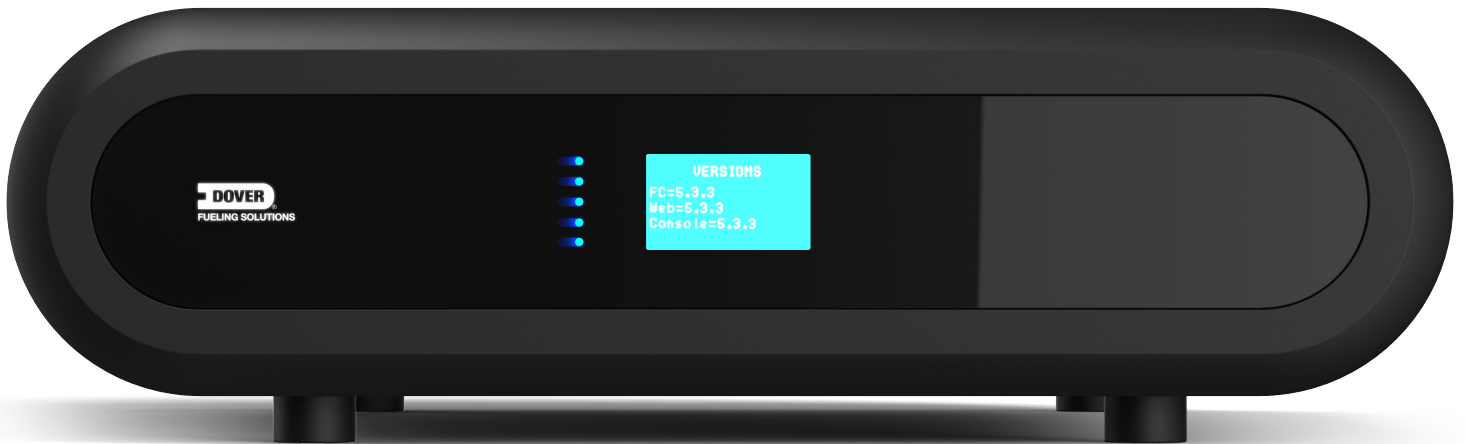 DOVER
FUELING SOLUTIONS
VERSIONS
FC=5.3.3
Web=5.3.3
Console=5.3.3